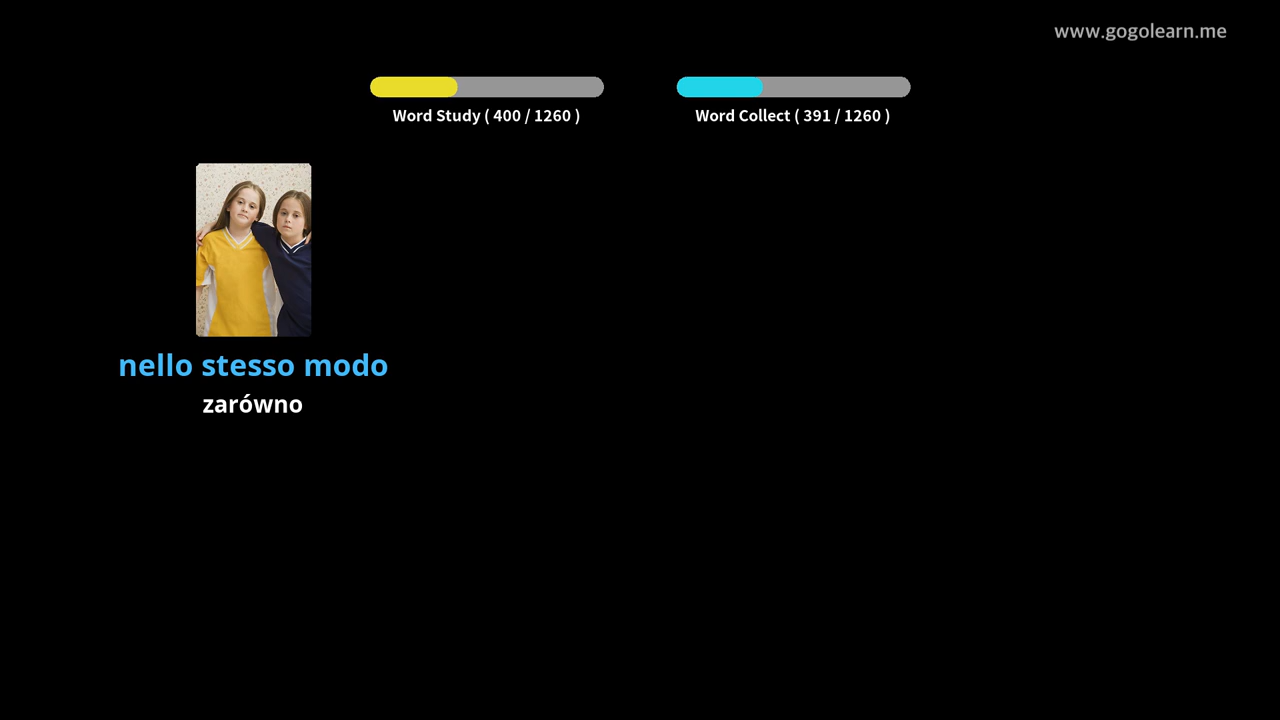 www.gogolearn.me
Word Study ( 400 / 1260 )
Word Collect ( 391 / 1260 )
nello stesso modo
zarówno